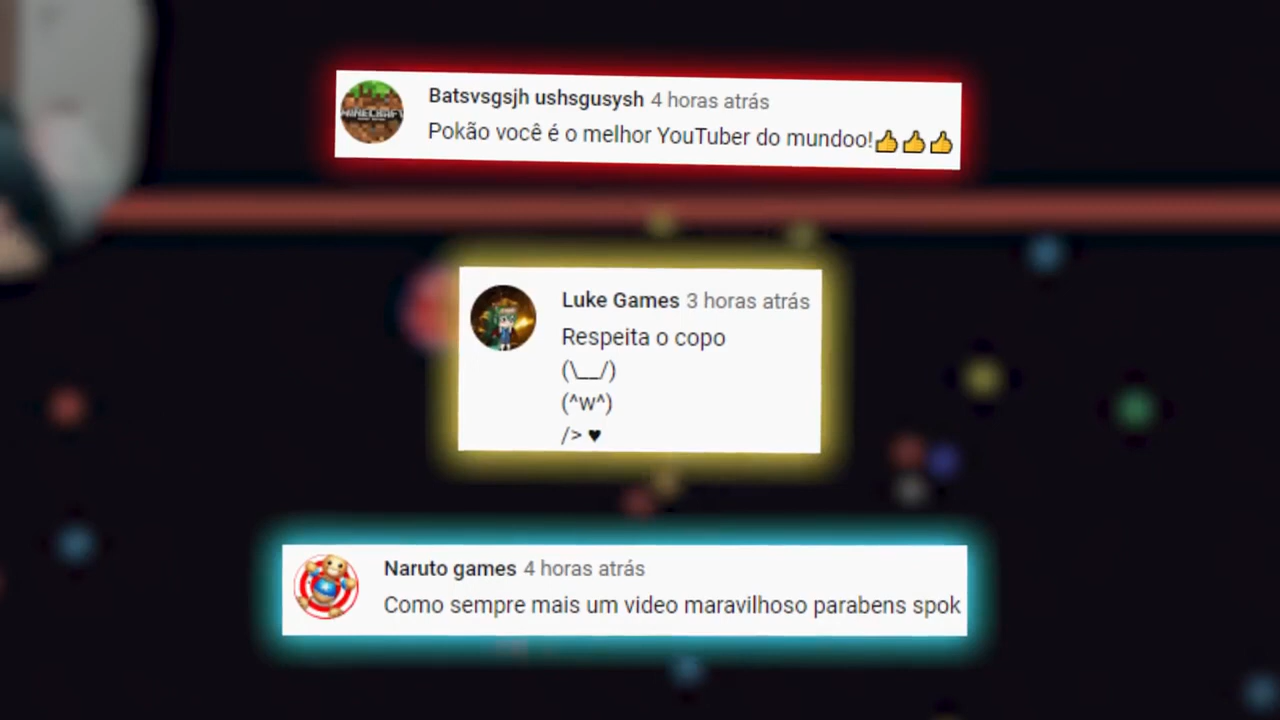 Batsvsgsjh ushsgusysh 4 horas atrás
Pokão você é o melhor YouTuber do mundoo!👍👍👍
Luke Games 3 horas atrás
Respeita o copo
(\__/)
(^w^)
/> ♥
Naruto games 4 horas atrás
Como sempre mais um video maravilhoso parabens spok